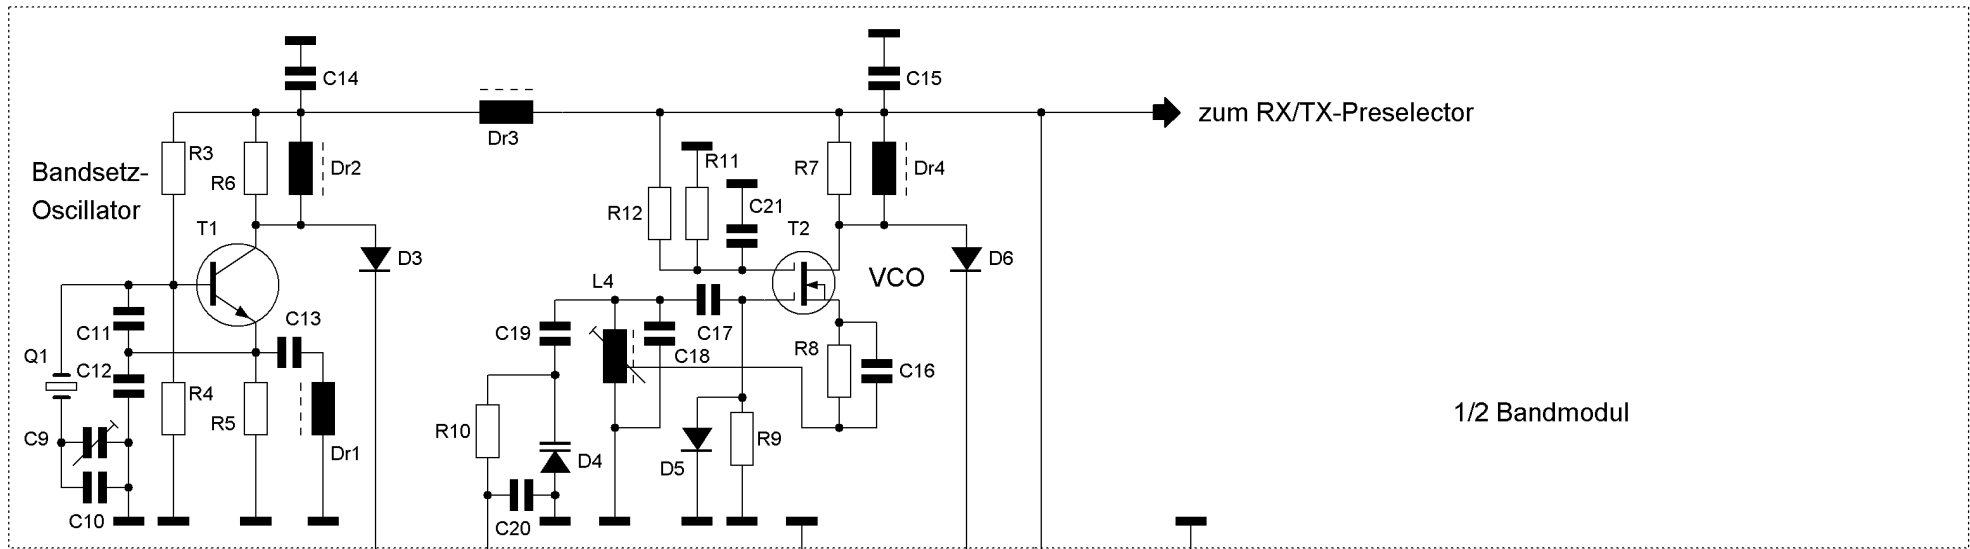 C14
C15
zum RX/TX-Preselector
Dr3
R3
R11
Bandsetz-
Oscillator
R6
Dr2
R7
Dr4
R12
C21
T1
T2
D3
D6
VCO
L4
C13
C11
C19
C17
Q1
C12
C18
R8
C16
R4
R5
C9
R10
R9
1/2 Bandmodul
Dr1
D4
D5
C10
C20